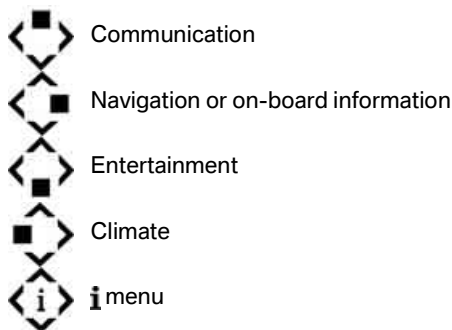 Communication
Navigation or on-board information
Entertainment
Climate
i i menu